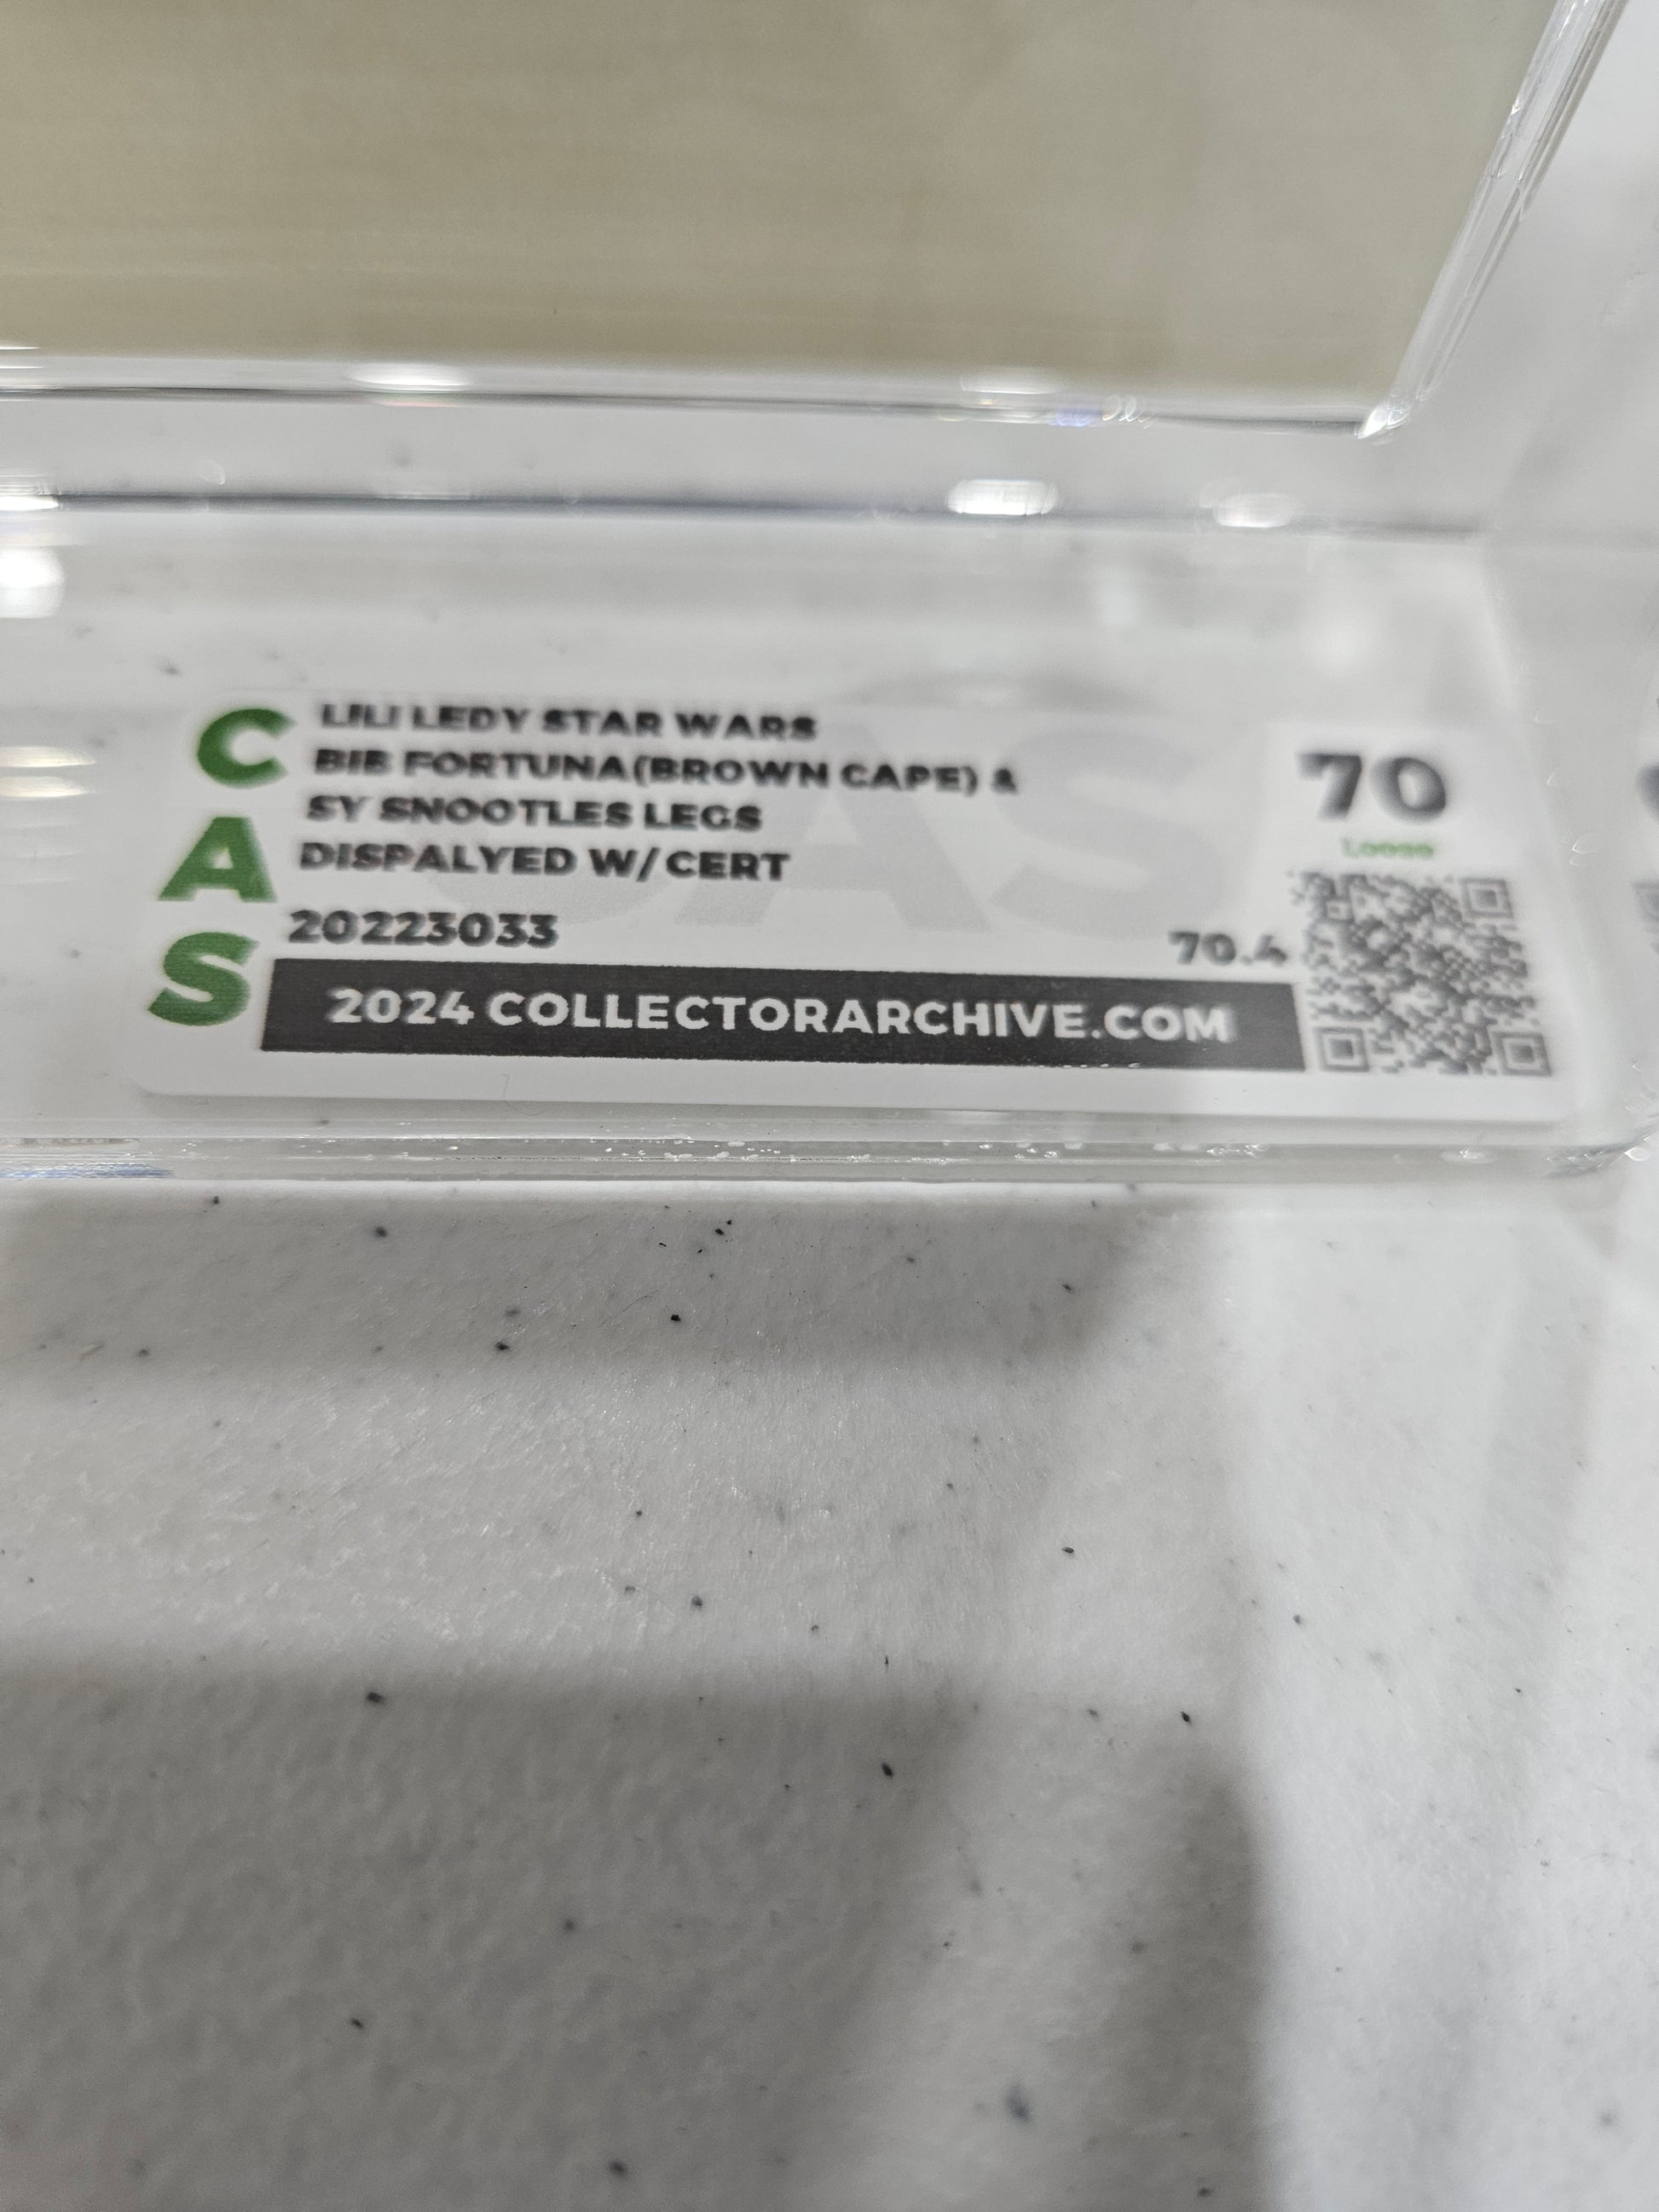 CAS
LILI LEDY STAR WARS
BIB FORTUNA(BROWN CAPE) &
SY SNOOTLES LEGS
DISPALYED W/CERT
20223033
70
Loose
70.4
2024 COLLECTORARCHIVE.COM